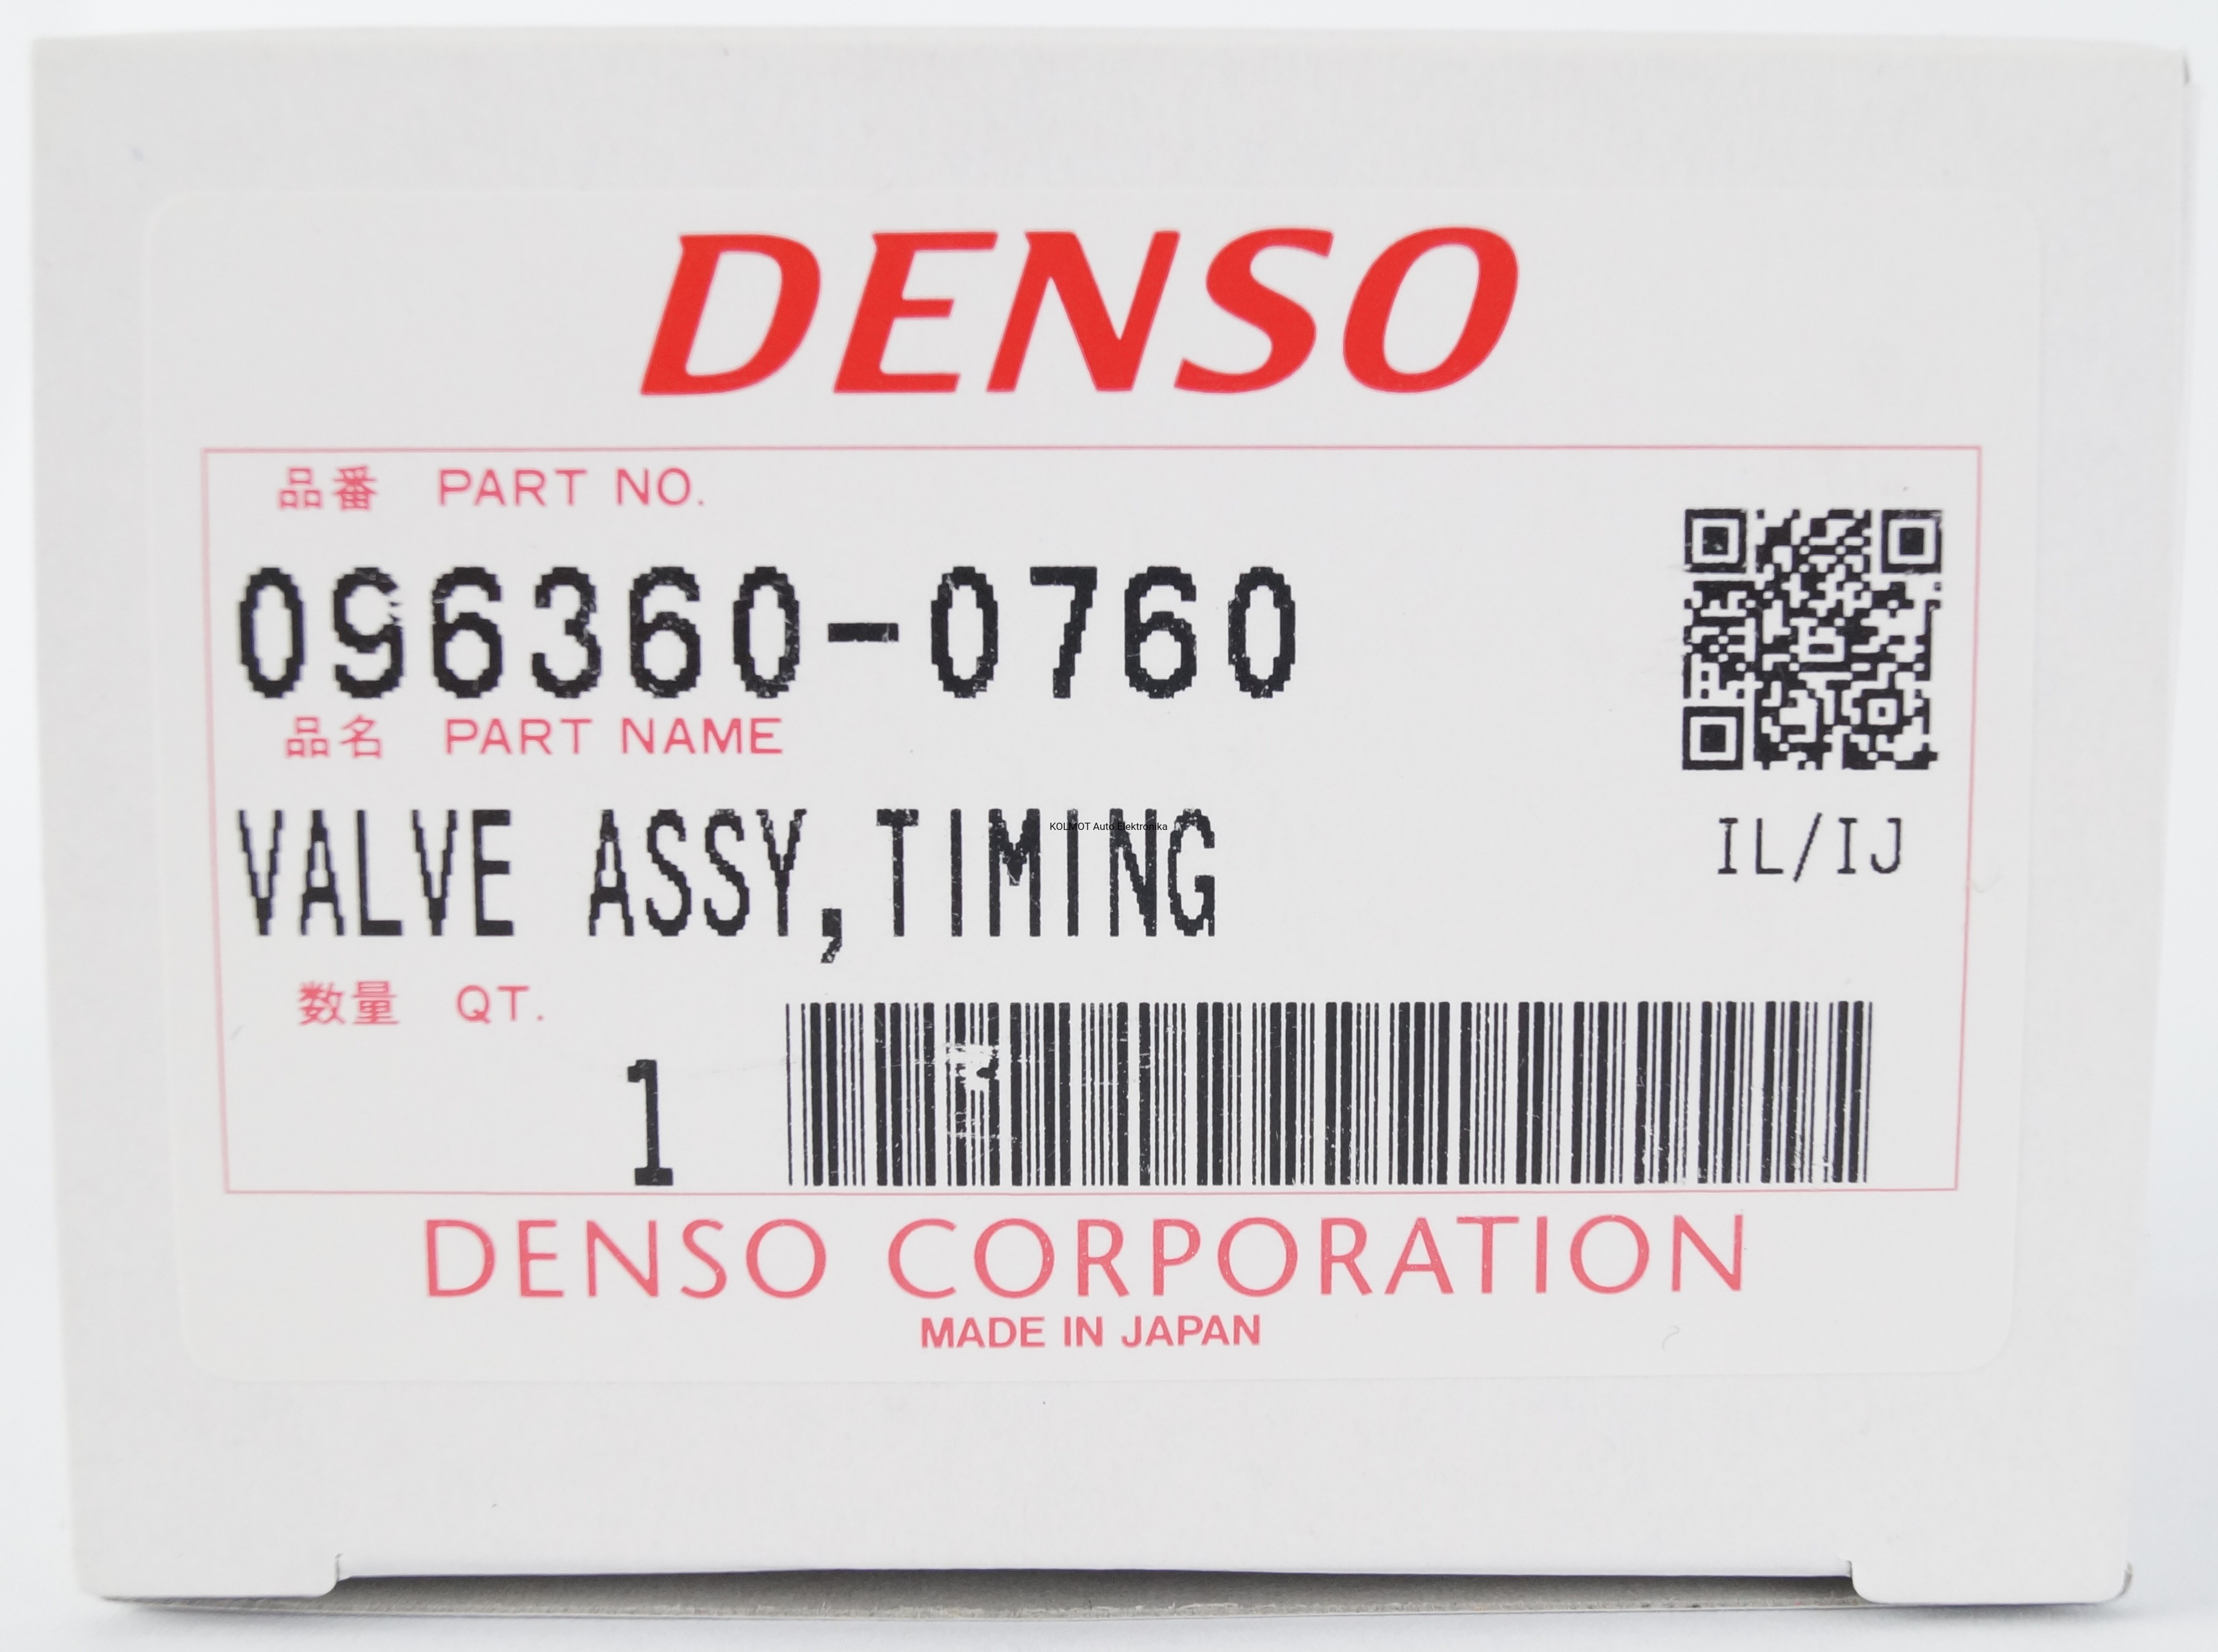 DENSO
品番 PART NO.
096360-0760
品名 PART NAME
VALVE ASSY,TIMING
KOLMOT Auto Elektronika
IL/IJ
数量 QT.
1
DENSO CORPORATION
MADE IN JAPAN